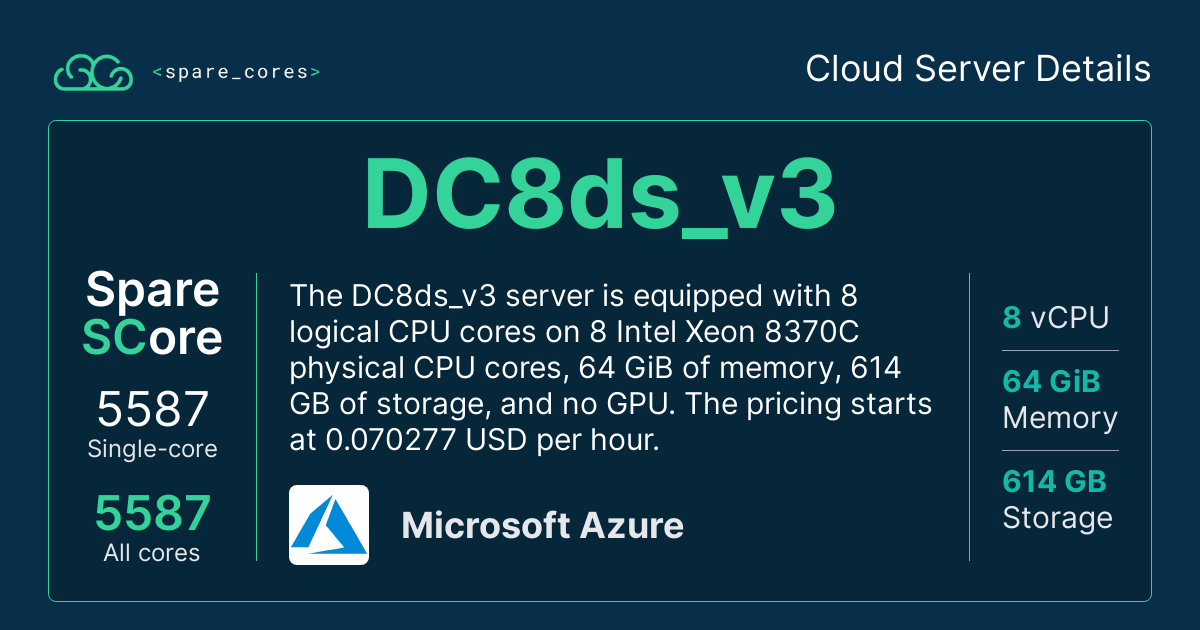 <spare_cores>
Cloud Server Details
DC8ds_v3
Spare
SCore
5587
Single-core
5587
All cores
The DC8ds_v3 server is equipped with 8
logical CPU cores on 8 Intel Xeon 8370C
physical CPU cores, 64 GiB of memory, 614
GB of storage, and no GPU. The pricing starts
at 0.070277 USD per hour.
Microsoft Azure
8 vCPU
64 GiB
Memory
614 GB
Storage